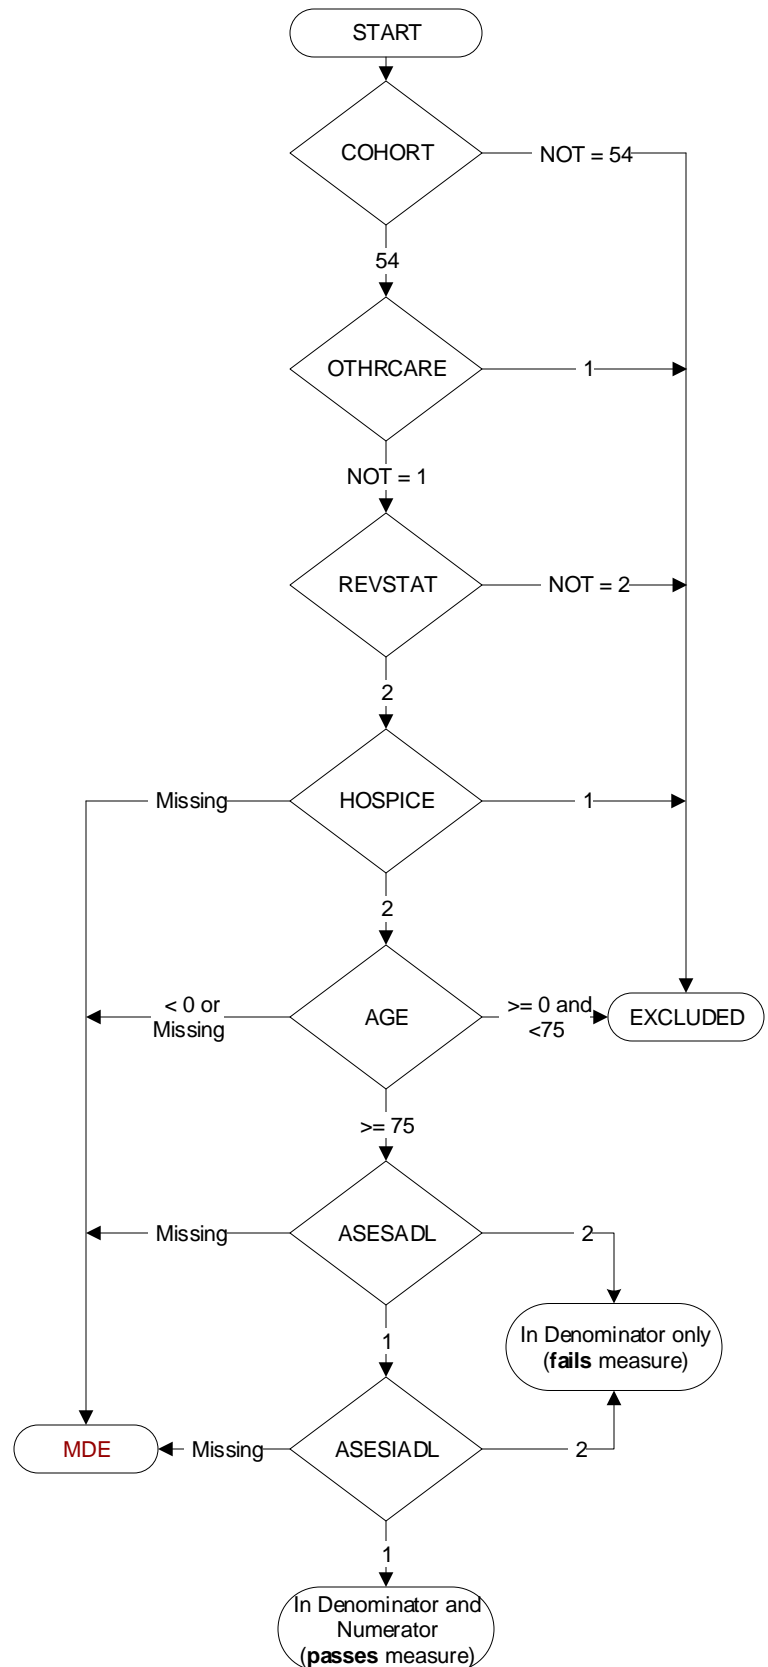 START
COHORT
NOT = 54
54
OTHRCARE
1
NOT = 1
REVSTAT
NOT = 2
2
Missing
HOSPICE
1
2
< 0 or
Missing
AGE
>= 0 and
<75
EXCLUDED
>= 75
Missing
ASESADL
2
1
In Denominator only
(fails measure)
MDE
Missing
ASESIADL
2
1
In Denominator and
Numerator
(passes measure)